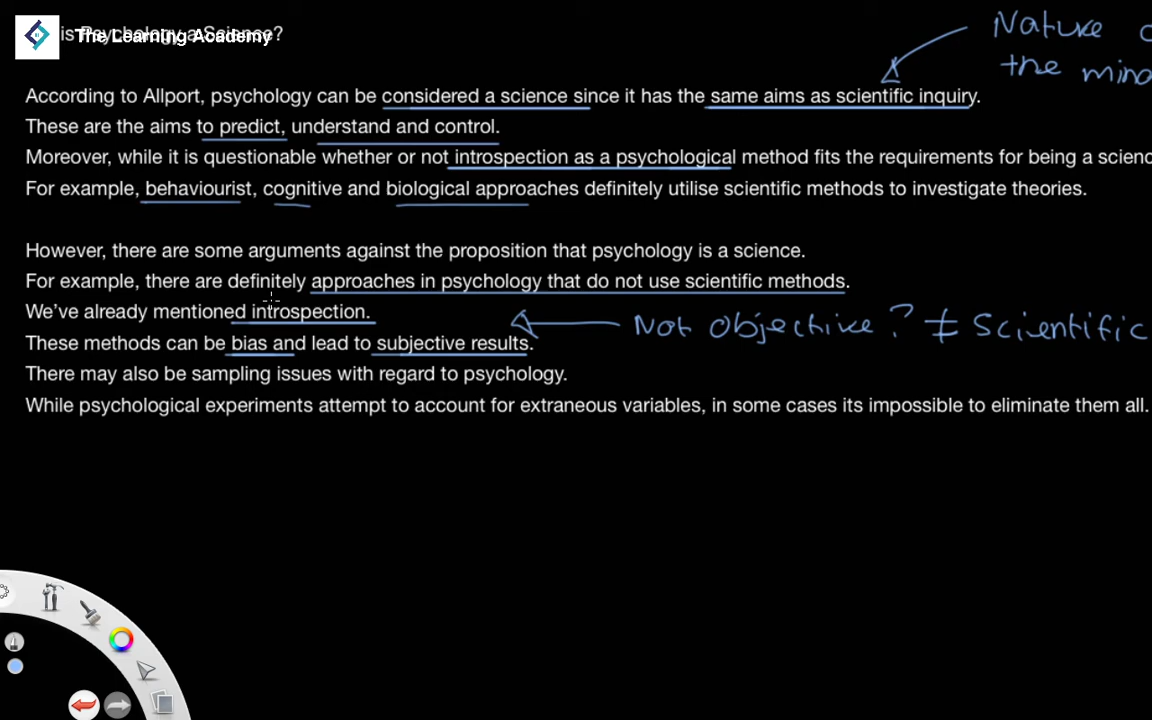 is Psychology a Science?
The Learning Academy
Nature
the mind
According to Allport, psychology can be considered a science since it has the same aims as scientific inquiry.
These are the aims to predict, understand and control.
Moreover, while it is questionable whether or not introspection as a psychological method fits the requirements for being a scienc
For example, behaviourist, cognitive and biological approaches definitely utilise scientific methods to investigate theories.
However, there are some arguments against the proposition that psychology is a science.
For example, there are definitely approaches in psychology that do not use scientific methods.
We've already mentioned introspection.
Not Objective? ≠ Scientific
These methods can be bias and lead to subjective results.
There may also be sampling issues with regard to psychology.
While psychological experiments attempt to account for extraneous variables, in some cases its impossible to eliminate them all.